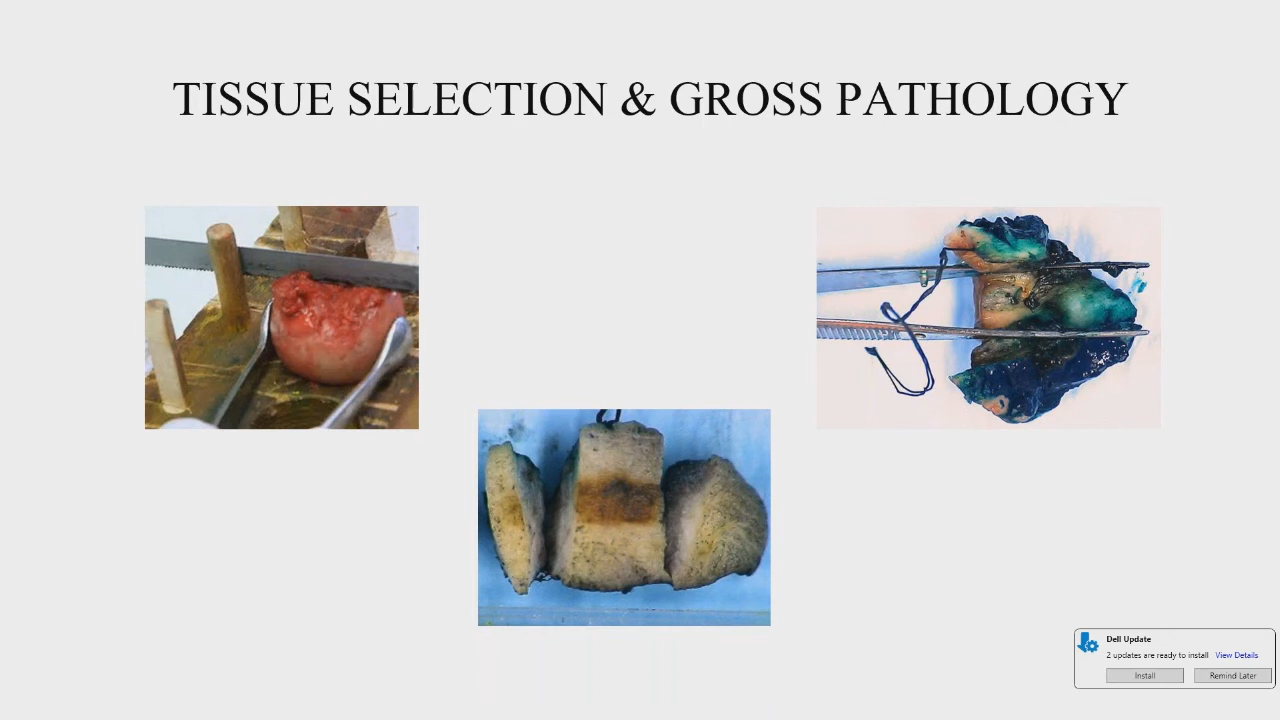 TISSUE SELECTION & GROSS PATHOLOGY
Dell Update
2 updates are ready to install View Details
Install Remind Later